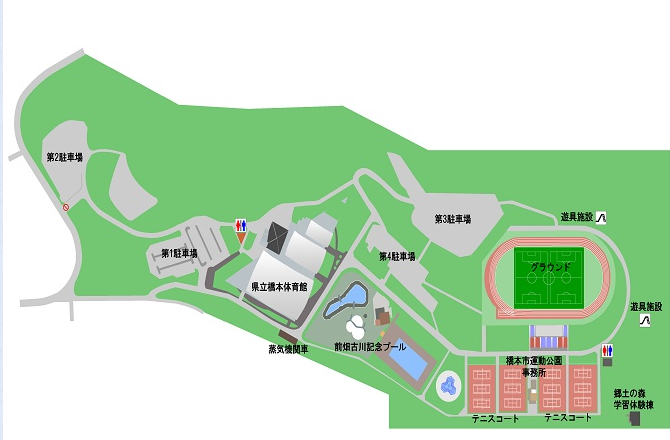 第2駐車場
第3駐車場
遊具施設
第1駐車場
第4駐車場
グラウンド
県立橋本体育館
遊具施設
蒸気機関車
前畑古川記念プール
橋本市運動公園
事務所
郷土の森
学習体験棟
テニスコート
テニスコート